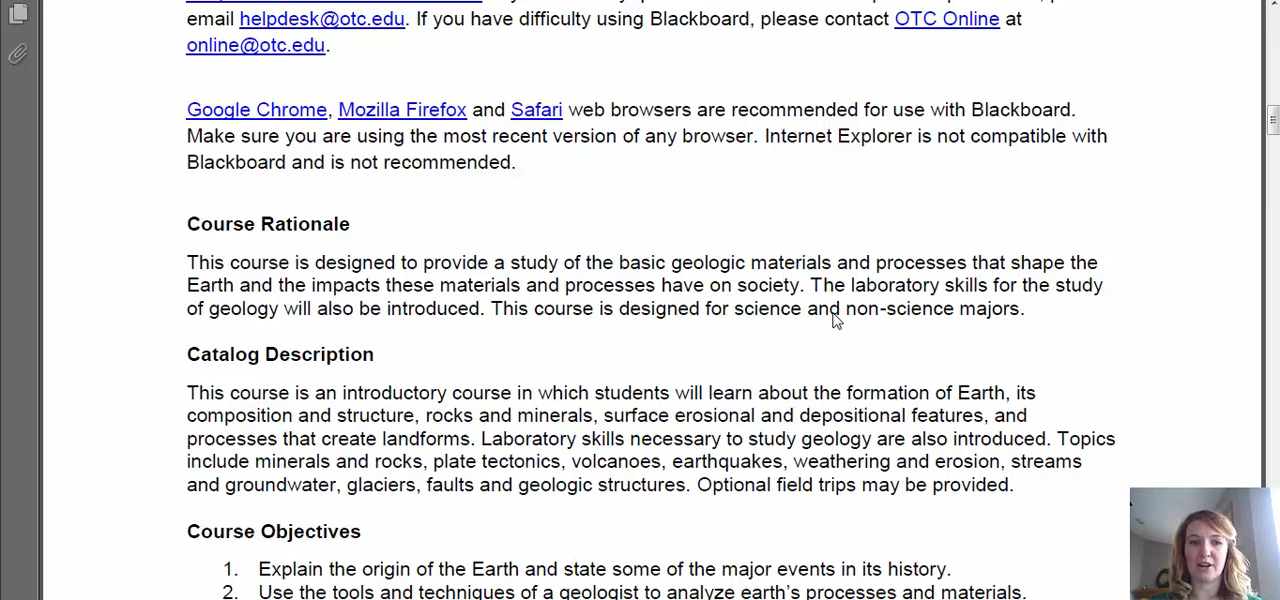 email helpdesk@otc.edu. If you have difficulty using Blackboard, please contact OTC Online at
online@otc.edu.
Google Chrome, Mozilla Firefox and Safari web browsers are recommended for use with Blackboard.
Make sure you are using the most recent version of any browser. Internet Explorer is not compatible with
Blackboard and is not recommended.
Course Rationale
This course is designed to provide a study of the basic geologic materials and processes that shape the
Earth and the impacts these materials and processes have on society. The laboratory skills for the study
of geology will also be introduced. This course is designed for science and non-science majors.
Catalog Description
This course is an introductory course in which students will learn about the formation of Earth, its
composition and structure, rocks and minerals, surface erosional and depositional features, and
processes that create landforms. Laboratory skills necessary to study geology are also introduced. Topics
include minerals and rocks, plate tectonics, volcanoes, earthquakes, weathering and erosion, streams
and groundwater, glaciers, faults and geologic structures. Optional field trips may be provided.
Course Objectives
1. Explain the origin of the Earth and state some of the major events in its history.
2. Use the tools and techniques of a geologist to analyze earth's processes and materials.